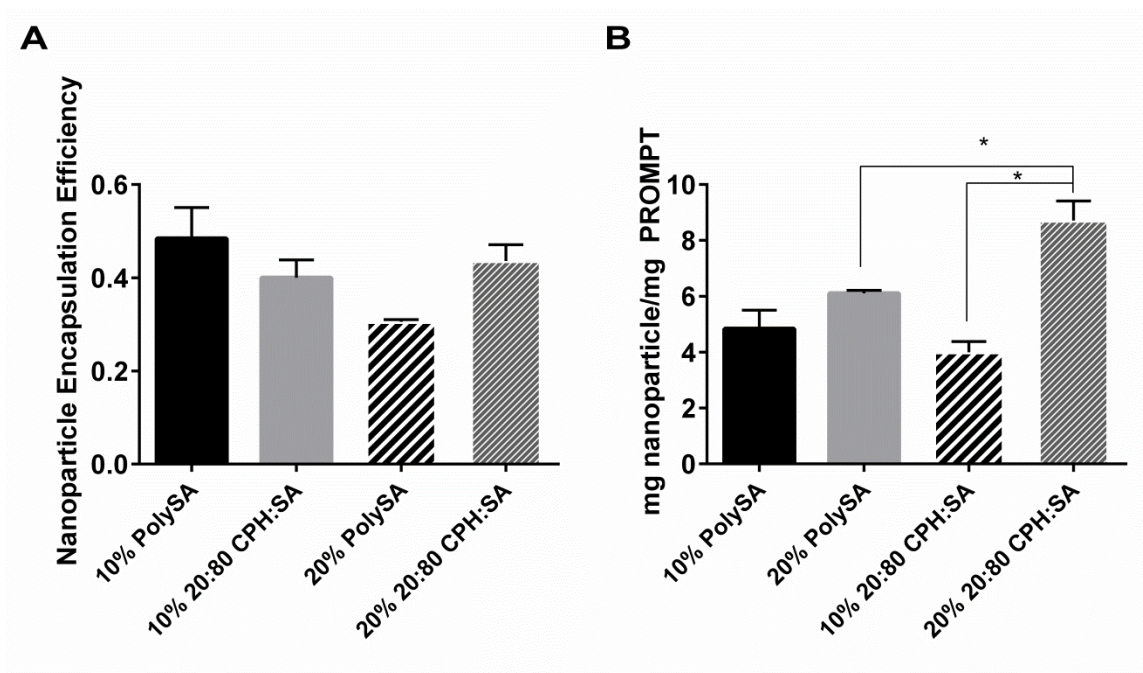 A
Nanoparticle Encapsulation Efficiency
0.6
0.4
0.2
0.0
10% PolySA
10% 20:80 CPH:SA
20% PolySA
20% 20:80 CPH:SA
B
mg nanoparticle/mg PROMPT
10
8
6
4
2
0
*
*
10% PolySA
20% PolySA
10% 20:80 CPH:SA
20% 20:80 CPH:SA